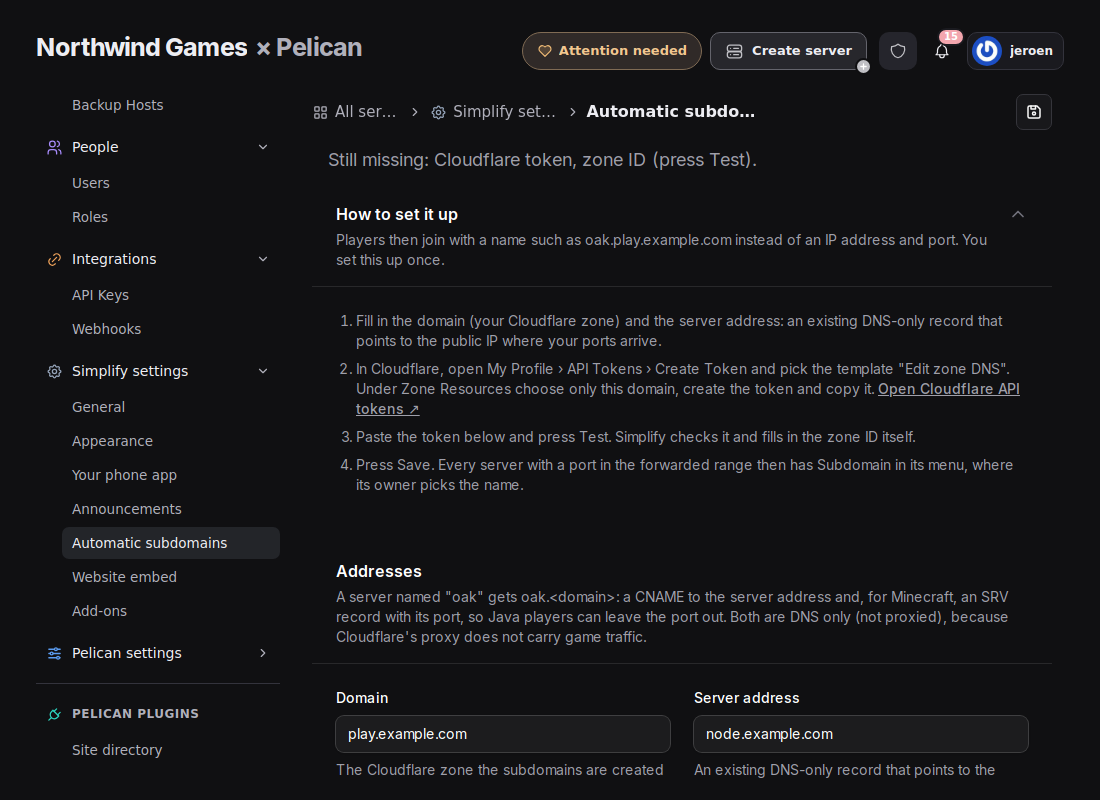 Northwind Games × Pelican
Attention needed
Create server
15
jeroen
Backup Hosts
People
Users
Roles
Integrations
API Keys
Webhooks
Simplify settings
General
Appearance
Your phone app
Announcements
Automatic subdomains
Website embed
Add-ons
Pelican settings
PELICAN PLUGINS
Site directory
All ser... > Simplify set... > Automatic subdo...
Still missing: Cloudflare token, zone ID (press Test).
How to set it up
Players then join with a name such as oak.play.example.com instead of an IP address and port. You
set this up once.
1. Fill in the domain (your Cloudflare zone) and the server address: an existing DNS-only record that
points to the public IP where your ports arrive.
2. In Cloudflare, open My Profile › API Tokens › Create Token and pick the template "Edit zone DNS".
Under Zone Resources choose only this domain, create the token and copy it. Open Cloudflare API
tokens ↗
3. Paste the token below and press Test. Simplify checks it and fills in the zone ID itself.
4. Press Save. Every server with a port in the forwarded range then has Subdomain in its menu, where
its owner picks the name.
Addresses
A server named "oak" gets oak.<domain>: a CNAME to the server address and, for Minecraft, an SRV
record with its port, so Java players can leave the port out. Both are DNS only (not proxied), because
Cloudflare's proxy does not carry game traffic.
Domain
play.example.com
The Cloudflare zone the subdomains are created
Server address
node.example.com
An existing DNS-only record that points to the